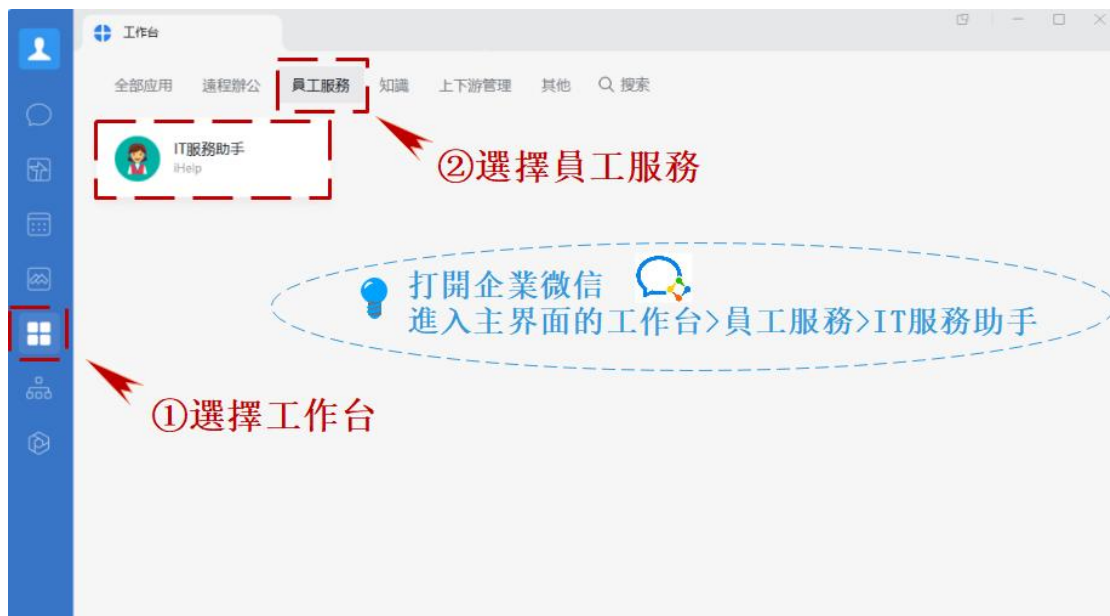 工作台
全部应用 遠程辦公 員工服務 知識 上下游管理 其他 搜索
IT服務助手
iHelp
②選擇員工服務
打開企業微信
進入主界面的工作台>員工服務>IT服務助手
①選擇工作台